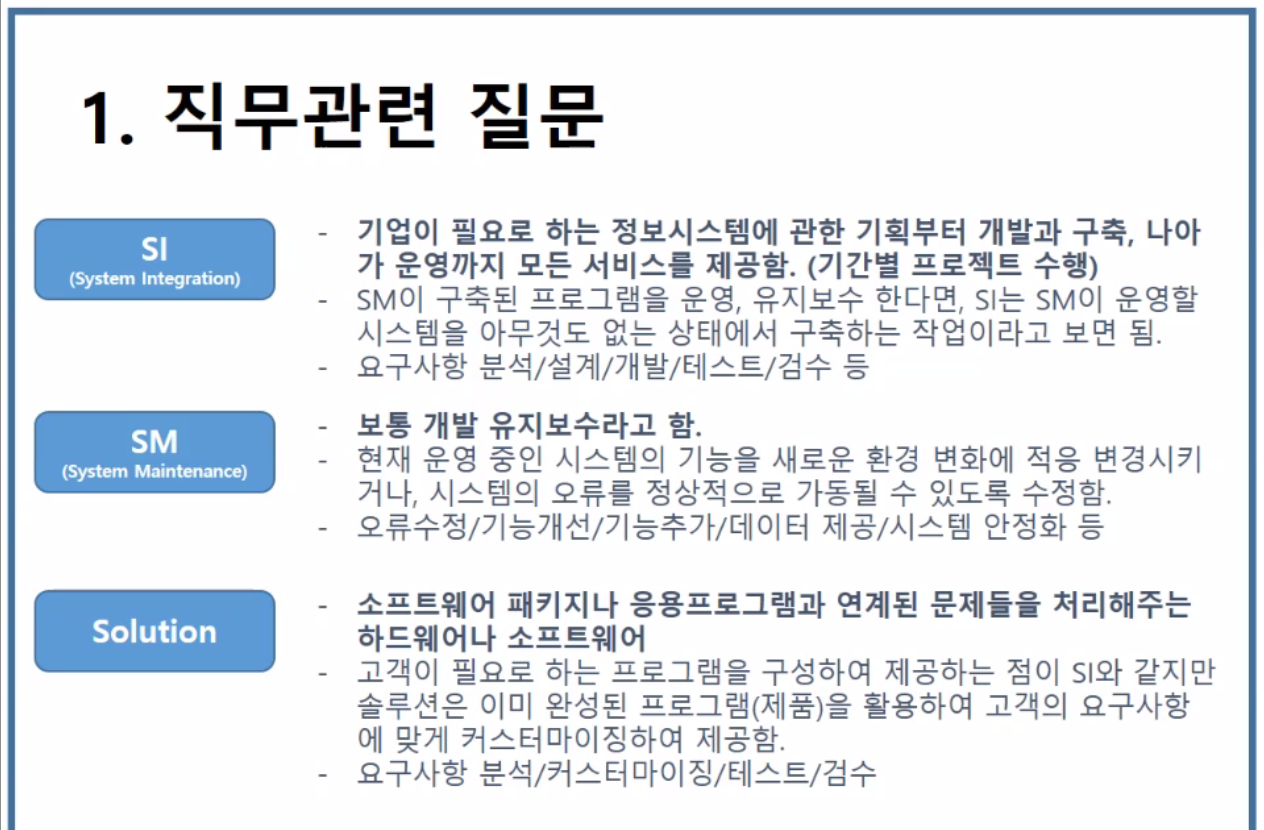 1. 직무관련 질문
SI
(System Integration)
- 기업이 필요로 하는 정보시스템에 관한 기획부터 개발과 구축, 나아
가 운영까지 모든 서비스를 제공함. (기간별 프로젝트 수행)
- SM이 구축된 프로그램을 운영, 유지보수 한다면, SI는 SM이 운영할
시스템을 아무것도 없는 상태에서 구축하는 작업이라고 보면 됨.
- 요구사항 분석/설계/개발/테스트/검수 등
SM
(System Maintenance)
- 보통 개발 유지보수라고 함.
- 현재 운영 중인 시스템의 기능을 새로운 환경 변화에 적응 변경시키
거나, 시스템의 오류를 정상적으로 가동될 수 있도록 수정함.
- 오류수정/기능개선/기능추가/데이터 제공/시스템 안정화 등
Solution
- 소프트웨어 패키지나 응용프로그램과 연계된 문제들을 처리해주는
하드웨어나 소프트웨어
- 고객이 필요로 하는 프로그램을 구성하여 제공하는 점이 SI와 같지만
솔루션은 이미 완성된 프로그램(제품)을 활용하여 고객의 요구사항
에 맞게 커스터마이징하여 제공함.
- 요구사항 분석/커스터마이징/테스트/검수